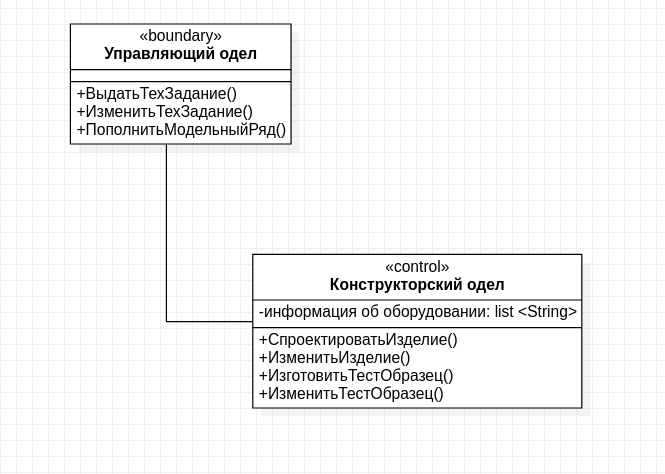 «boundary»
Управляющий одел
+ВыдатьТехЗадание()
+ИзменитьТехЗадание()
+ПополнитьМодельныйРяд()
«control»
Конструкторский одел
-информация об оборудовании: list <String>
+СпроектироватьИзделие()
+ИзменитьИзделие()
+ИзготовитьТестОбразец()
+ИзменитьТестОбразец()